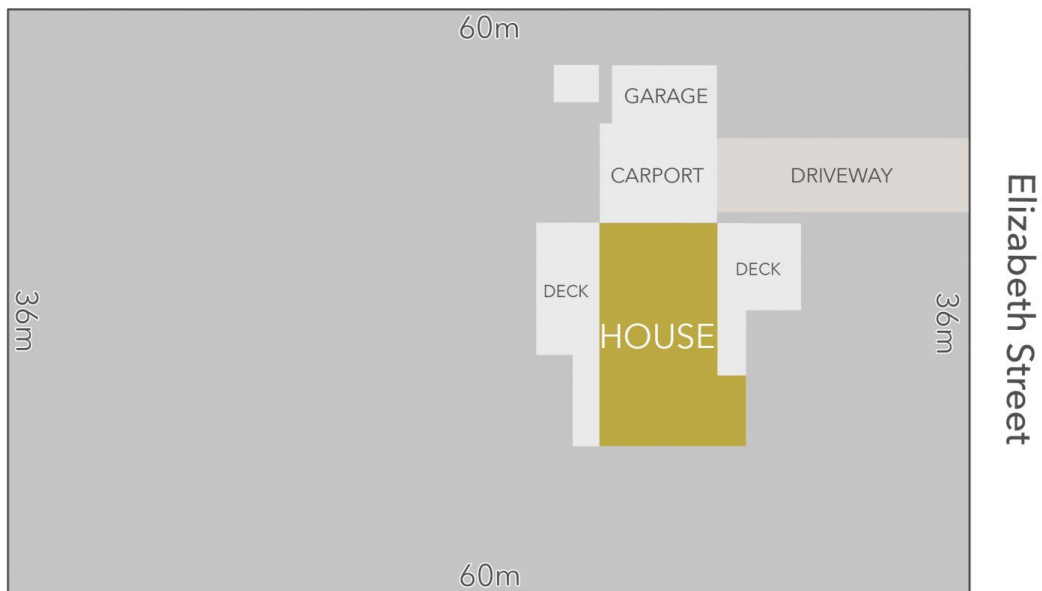 60m
GARAGE
CARPORT
DRIVEWAY
DECK
DECK
HOUSE
36m
36m
Elizabeth Street
60m